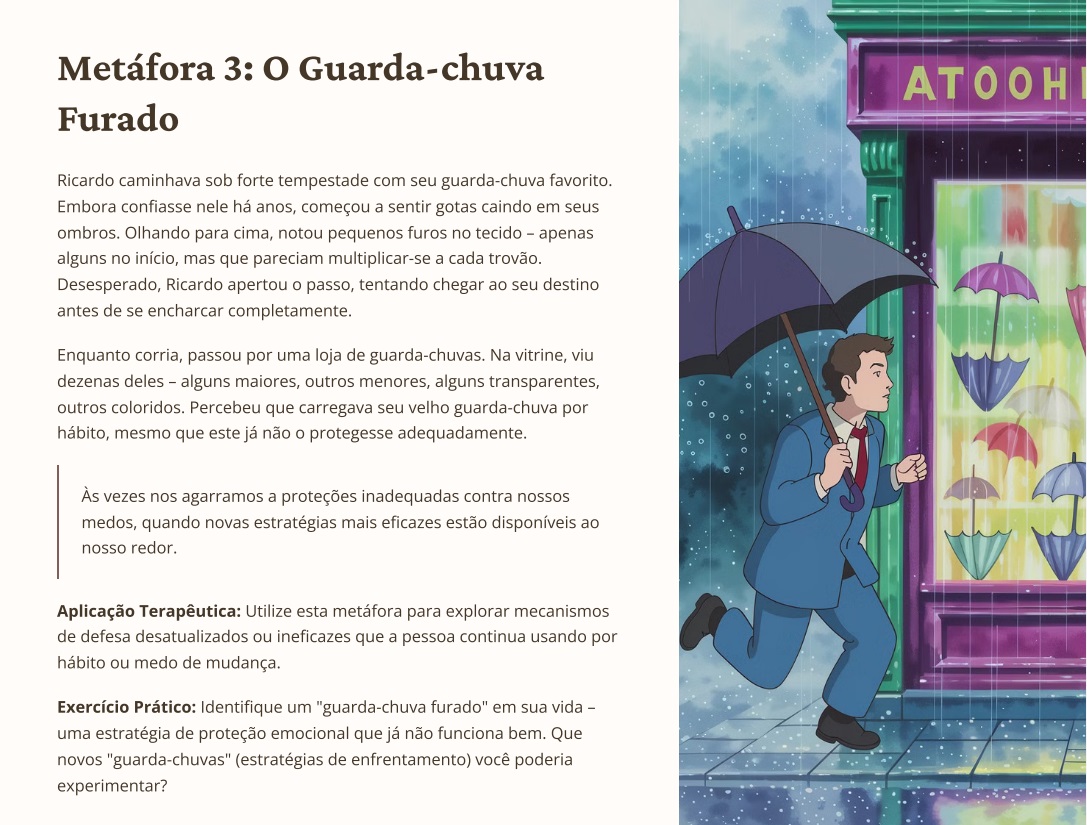 Metáfora 3: O Guarda-chuva
Furado
Ricardo caminhava sob forte tempestade com seu guarda-chuva favorito.
Embora confiasse nele há anos, começou a sentir gotas caindo em seus
ombros. Olhando para cima, notou pequenos furos no tecido – apenas
alguns no início, mas que pareciam multiplicar-se a cada trovão.
Desesperado, Ricardo apertou o passo, tentando chegar ao seu destino
antes de se encharcar completamente.
Enquanto corria, passou por uma loja de guarda-chuvas. Na vitrine, viu
dezenas deles – alguns maiores, outros menores, alguns transparentes,
outros coloridos. Percebeu que carregava seu velho guarda-chuva por
hábito, mesmo que este já não o protegesse adequadamente.
Às vezes nos agarramos a proteções inadequadas contra nossos
medos, quando novas estratégias mais eficazes estão disponíveis ao
nosso redor.
Aplicação Terapêutica: Utilize esta metáfora para explorar mecanismos
de defesa desatualizados ou ineficazes que a pessoa continua usando por
hábito ou medo de mudança.
Exercício Prático: Identifique um "guarda-chuva furado" em sua vida –
uma estratégia de proteção emocional que já não funciona bem. Que
novos "guarda-chuvas" (estratégias de enfrentamento) você poderia
experimentar?
ATOOH